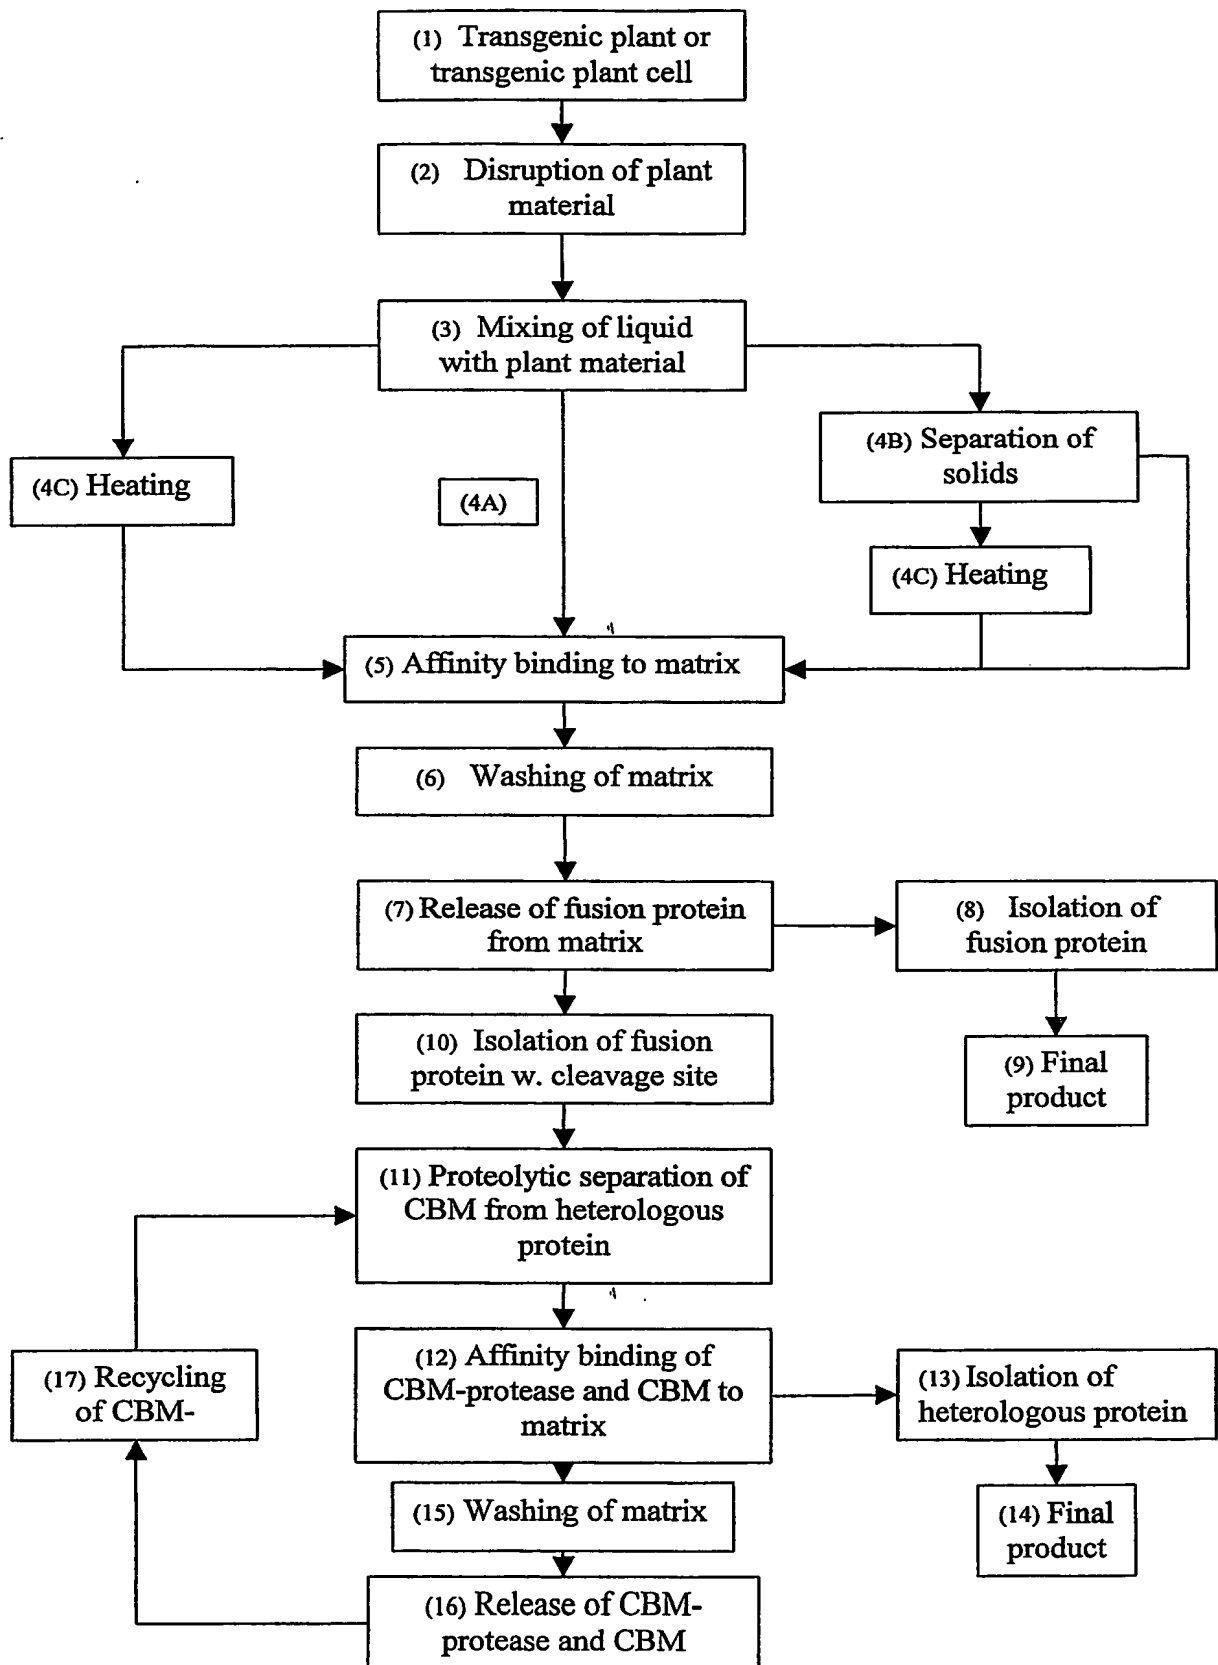 (1) Transgenic plant or
transgenic plant cell
(2) Disruption of plant
material
(3) Mixing of liquid
with plant material
(4B) Separation of
solids
(4C) Heating
(4A)
(4C) Heating
(5) Affinity binding to matrix
(6) Washing of matrix
(7) Release of fusion protein
from matrix
(8) Isolation of
fusion protein
(10) Isolation of fusion
protein w. cleavage site
(9) Final
product
(11) Proteolytic separation of
CBM from heterologous
protein
(12) Affinity binding of
CBM-protease and CBM to
matrix
(17) Recycling
of CBM-
(13) Isolation of
heterologous protein
(15) Washing of matrix
(14) Final
product
(16) Release of CBM-
protease and CBM